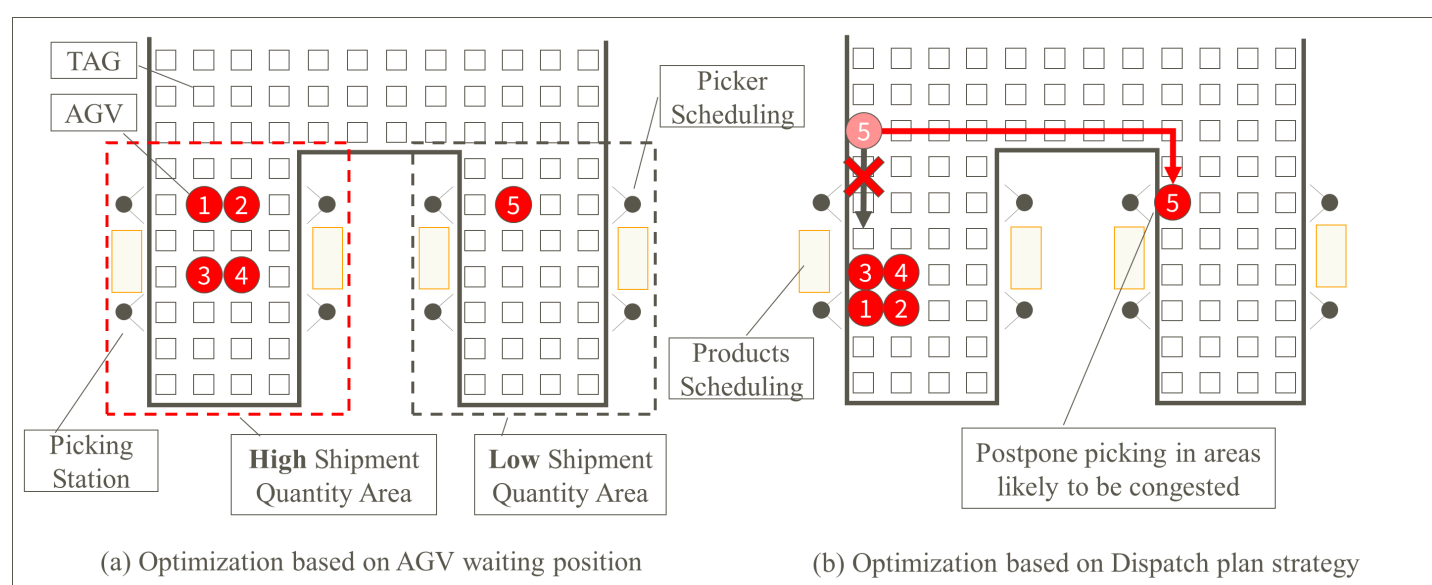 TAG
AGV
Picker
Scheduling
1 2
5
3 4
Picking
Station
High Shipment
Quantity Area
Low Shipment
Quantity Area
(a) Optimization based on AGV waiting position
5
5
3 4
1 2
Products
Scheduling
Postpone picking in areas
likely to be congested
(b) Optimization based on Dispatch plan strategy